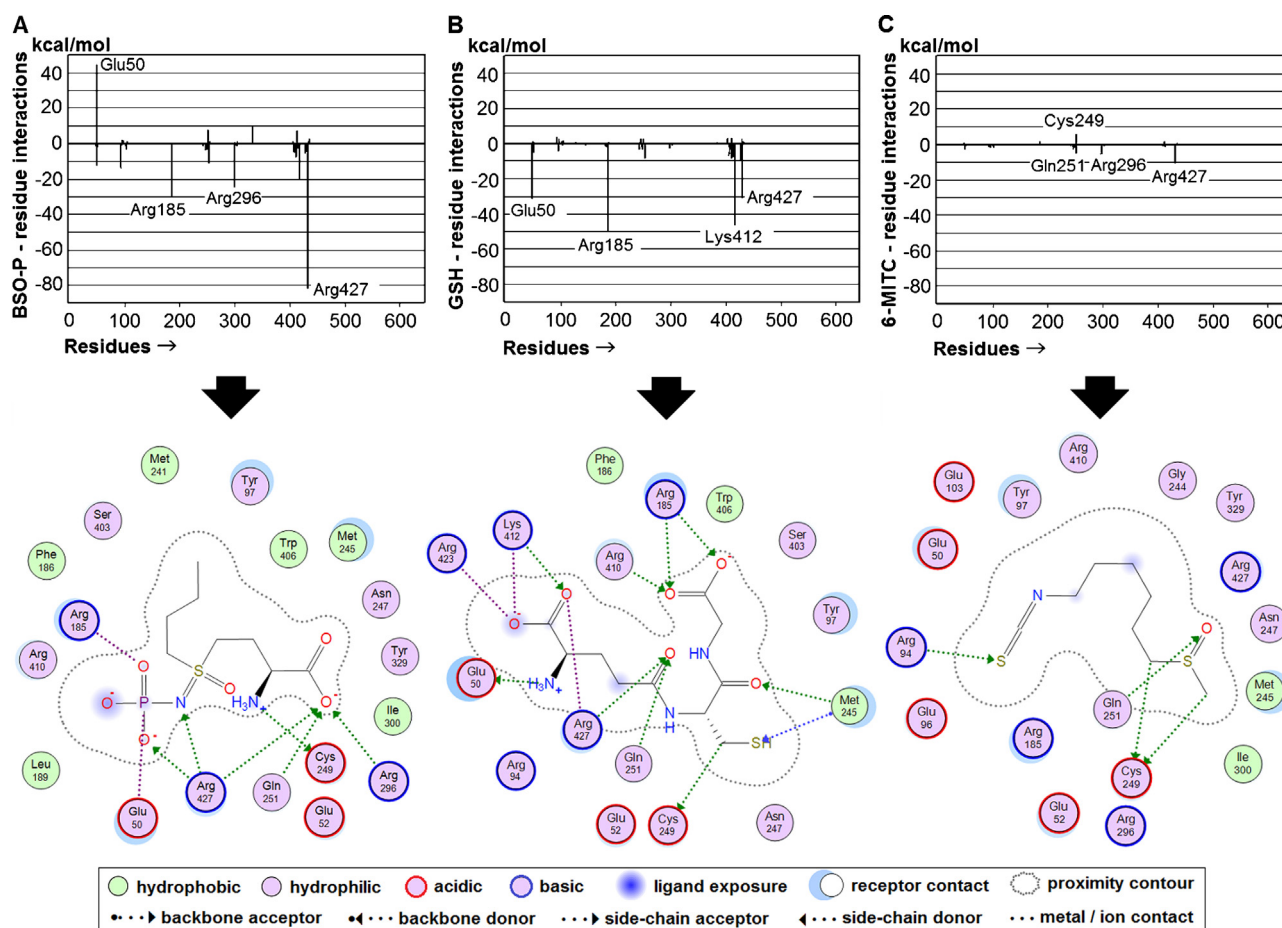 A
kcal/mol
Glu50
40
20
0
-20
-40
-60
-80
Arg185
Arg296
Arg427
BSO-P - residue interactions
0 100 200 300 400 500 600
Residues →
B
kcal/mol
40
20
0
-20
-40
-60
-80
Glu50
Arg185
Lys412
Arg427
GSH - residue interactions
0 100 200 300 400 500 600
Residues →
C
kcal/mol
40
20
0
-20
-40
-60
-80
Cys249
Gln251
Arg296
Arg427
6-MITC - residue interactions
0 100 200 300 400 500 600
Residues →
Met
241
Tyr
97
Ser
403
Trp
406
Met
245
Phe
186
Asn
247
Arg
185
Tyr
329
Arg
410
O
O
S
O
O-
P
N
O-
O-
H3N+
Ile
300
Leu
189
Cys
249
Arg
427
Gln
251
Arg
296
Glu
50
Glu
52
Phe
186
Arg
185
Trp
406
Lys
412
Ser
403
Arg
423
Arg
410
O-
O
O
O-
Tyr
97
HN
O
O
Glu
50
H3N+
Met
245
Arg
427
N
H
SH
Arg
94
Gln
251
Glu
52
Cys
249
Asn
247
Arg
410
Glu
103
Gly
244
Tyr
97
Tyr
329
Glu
50
Arg
427
N
O
Asn
247
Arg
94
S
S
Met
245
Gln
251
Glu
96
Arg
185
Ile
300
Cys
249
Glu
52
Arg
296
hydrophobic hydrophilic acidic basic ligand exposure receptor contact proximity contour
backbone acceptor backbone donor side-chain acceptor side-chain donor metal / ion contact